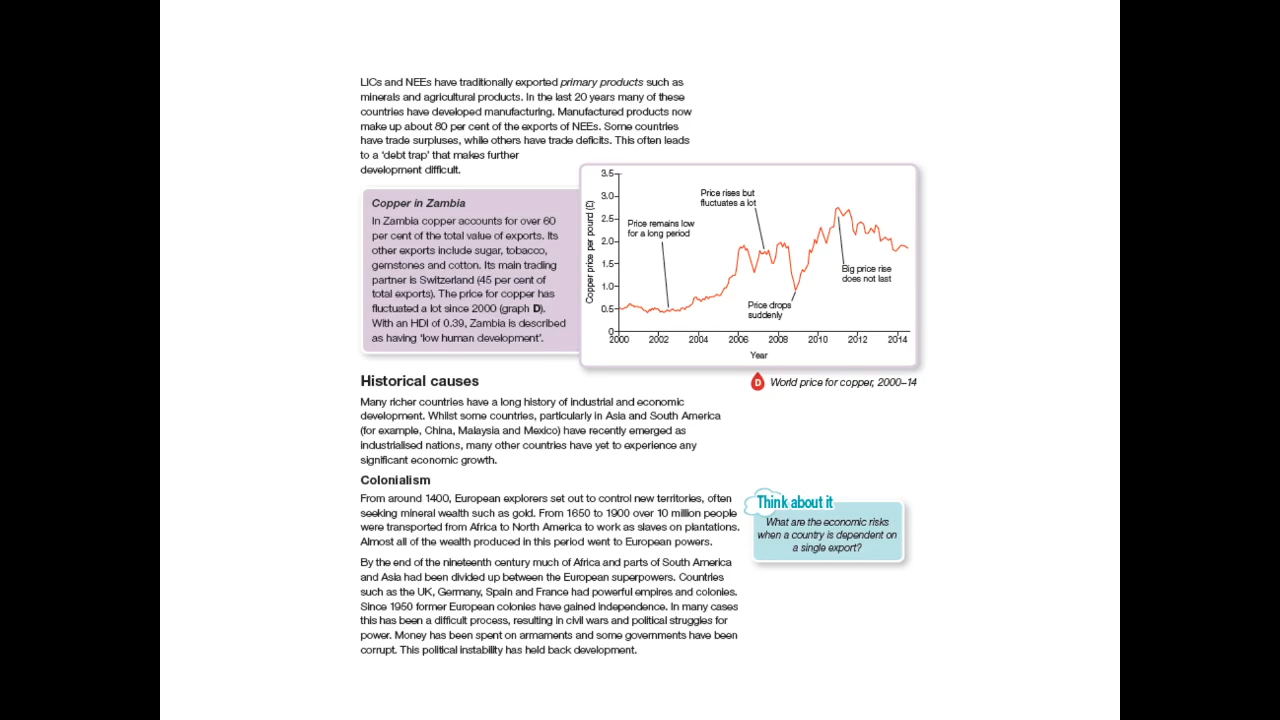 LICs and NEEs have traditionally exported primary products such as
minerals and agricultural products. In the last 20 years many of these
countries have developed manufacturing. Manufactured products now
make up about 80 per cent of the exports of NEEs. Some countries
have trade surpluses, while others have trade deficits. This often leads
to a 'debt trap' that makes further
development difficult.
Copper in Zambia
In Zambia copper accounts for over 60
per cent of the total value of exports. Its
other exports include sugar, tobacco,
gemstones and cotton. Its main trading
partner is Switzerland (45 per cent of
total exports). The price for copper has
fluctuated a lot since 2000 (graph D).
With an HDI of 0.39, Zambia is described
as having 'low human development'.
Copper price per pound (£)
3.5
3.0
2.5
2.0
1.5
1.0
0.5
0
Price remains low
for a long period
Price rises but
fluctuates a lot
Price drops
suddenly
Big price rise
does not last
2000 2002 2004 2006 2008 2010 2012 2014
Year
D World price for copper, 2000–14
Historical causes
Many richer countries have a long history of industrial and economic
development. Whilst some countries, particularly in Asia and South America
(for example, China, Malaysia and Mexico) have recently emerged as
industrialised nations, many other countries have yet to experience any
significant economic growth.
Colonialism
From around 1400, European explorers set out to control new territories, often
seeking mineral wealth such as gold. From 1650 to 1900 over 10 million people
were transported from Africa to North America to work as slaves on plantations.
Almost all of the wealth produced in this period went to European powers.
By the end of the nineteenth century much of Africa and parts of South America
and Asia had been divided up between the European superpowers. Countries
such as the UK, Germany, Spain and France had powerful empires and colonies.
Since 1950 former European colonies have gained independence. In many cases
this has been a difficult process, resulting in civil wars and political struggles for
power. Money has been spent on armaments and some governments have been
corrupt. This political instability has held back development.
Think about it
What are the economic risks
when a country is dependent on
a single export?